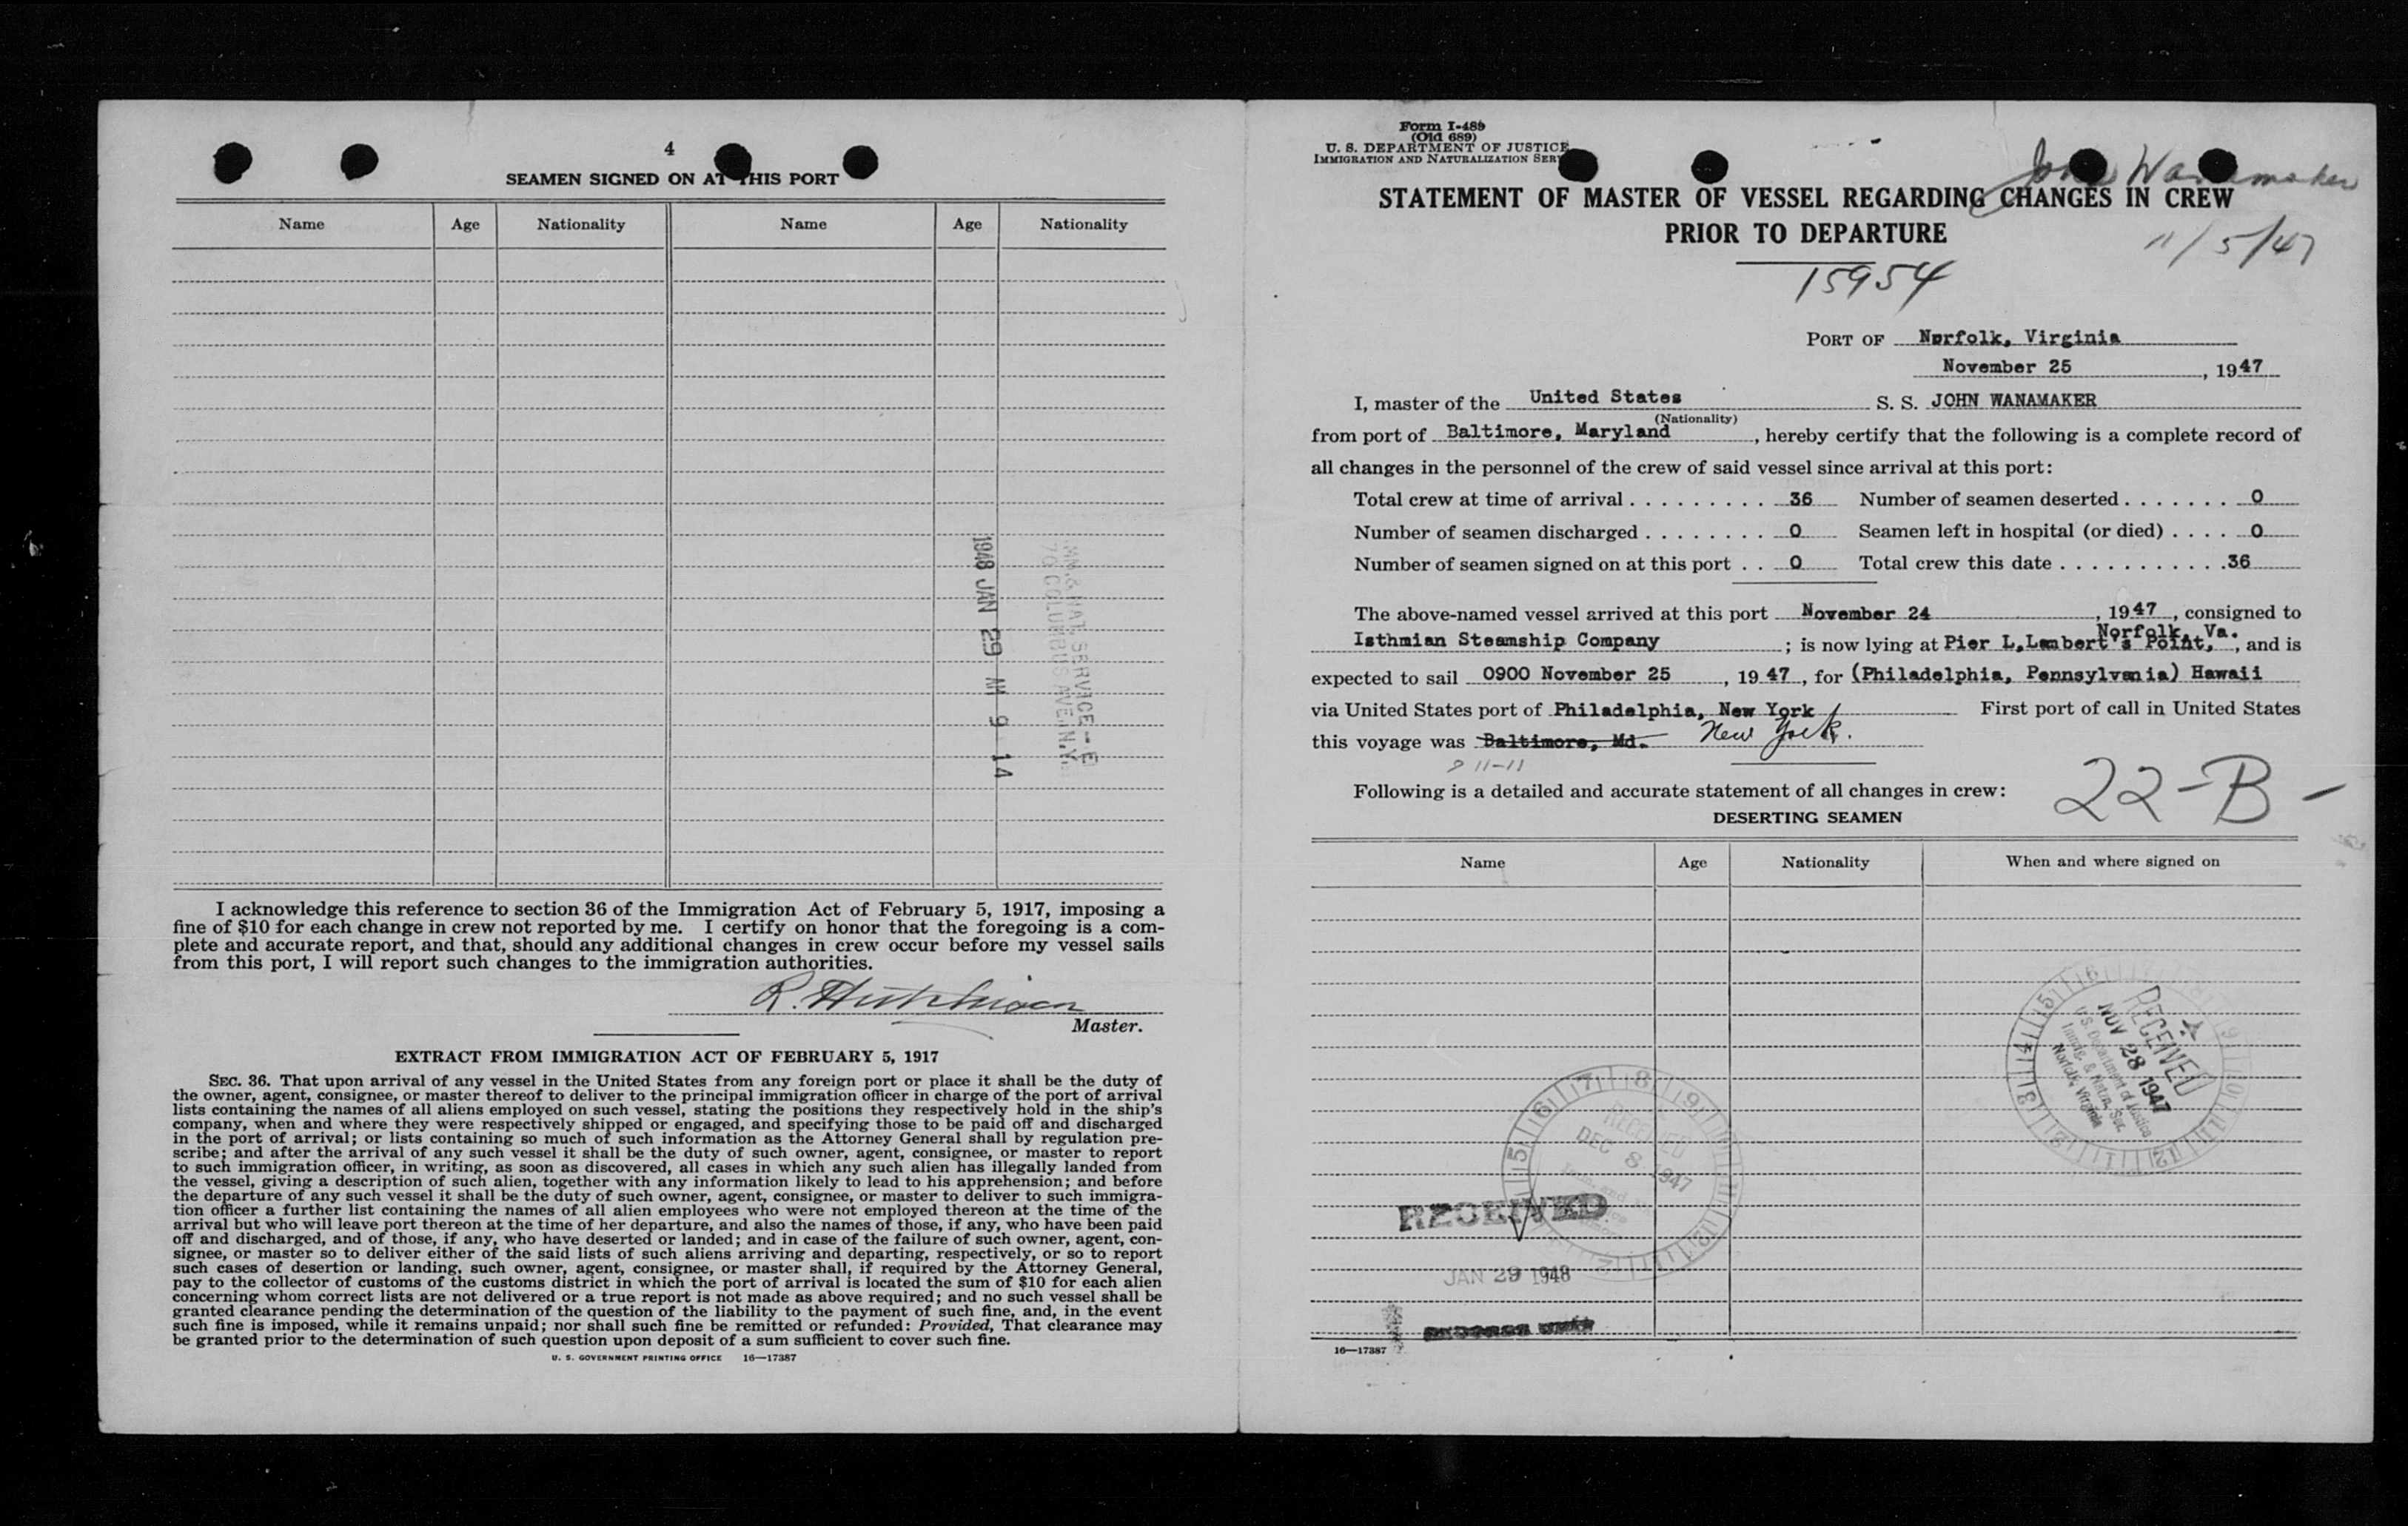 4
SEAMEN SIGNED ON AT THIS PORT
Name Age Nationality Name Age Nationality
1948 JAN 29 AM 9 14
IMM. & NAT. SERVICE-E
70 COLUMBUS AVE. N.Y.
I acknowledge this reference to section 36 of the Immigration Act of February 5, 1917, imposing a
fine of $10 for each change in crew not reported by me. I certify on honor that the foregoing is a com-
plete and accurate report, and that, should any additional changes in crew occur before my vessel sails
from this port, I will report such changes to the immigration authorities.
R. Hutchison
Master.
EXTRACT FROM IMMIGRATION ACT OF FEBRUARY 5, 1917
SEC. 36. That upon arrival of any vessel in the United States from any foreign port or place it shall be the duty of
the owner, agent, consignee, or master thereof to deliver to the principal immigration officer in charge of the port of arrival
lists containing the names of all aliens employed on such vessel, stating the positions they respectively hold in the ship's
company, when and where they were respectively shipped or engaged, and specifying those to be paid off and discharged
in the port of arrival; or lists containing so much of such information as the Attorney General shall by regulation pre-
scribe; and after the arrival of any such vessel it shall be the duty of such owner, agent, consignee, or master to report
to such immigration officer, in writing, as soon as discovered, all cases in which any such alien has illegally landed from
the vessel, giving a description of such alien, together with any information likely to lead to his apprehension; and before
the departure of any such vessel it shall be the duty of such owner, agent, consignee, or master to deliver to such immigra-
tion officer a further list containing the names of all alien employees who were not employed thereon at the time of the
arrival but who will leave port thereon at the time of her departure, and also the names of those, if any, who have been paid
off and discharged, and of those, if any, who have deserted or landed; and in case of the failure of such owner, agent, con-
signee, or master so to deliver either of the said lists of such aliens arriving and departing, respectively, or so to report
such cases of desertion or landing, such owner, agent, consignee, or master shall, if required by the Attorney General,
pay to the collector of customs of the customs district in which the port of arrival is located the sum of $10 for each alien
concerning whom correct lists are not delivered or a true report is not made as above required; and no such vessel shall be
granted clearance pending the determination of the question of the liability to the payment of such fine, and, in the event
such fine is imposed, while it remains unpaid; nor shall such fine be remitted or refunded: Provided, That clearance may
be granted prior to the determination of such question upon deposit of a sum sufficient to cover such fine.
U. S. GOVERNMENT PRINTING OFFICE 16—17387
Form I-489
(Old 689)
U. S. DEPARTMENT OF JUSTICE
IMMIGRATION AND NATURALIZATION SERV
John Wanamaker
STATEMENT OF MASTER OF VESSEL REGARDING CHANGES IN CREW
PRIOR TO DEPARTURE
11/5/47
15954
PORT OF Norfolk, Virginia
November 25, 1947
I, master of the United States S. S. JOHN WANAMAKER
(Nationality)
from port of Baltimore, Maryland, hereby certify that the following is a complete record of
all changes in the personnel of the crew of said vessel since arrival at this port:
Total crew at time of arrival . . . . . . . . . . 36 Number of seamen deserted . . . . . . . 0
Number of seamen discharged . . . . . . . . 0 Seamen left in hospital (or died) . . . . 0
Number of seamen signed on at this port . . 0 Total crew this date . . . . . . . . . . . 36
The above-named vessel arrived at this port November 24, 1947, consigned to
Isthmian Steamship Company; is now lying at Pier L, Lambert's Point, Norfolk, Va., and is
expected to sail 0900 November 25, 1947, for (Philadelphia, Pennsylvania) Hawaii
via United States port of Philadelphia, New York First port of call in United States
this voyage was Baltimore, Md. New York.
11-11
Following is a detailed and accurate statement of all changes in crew:
22-B-
DESERTING SEAMEN
Name Age Nationality When and where signed on
RECEIVED
NOV 28 1947
U.S. Department of Justice
Immig. & Natzn. Ser.
Norfolk, Virginia
RECEIVED
DEC 8 1947
RECEIVED
JAN 29 1948
16—17387